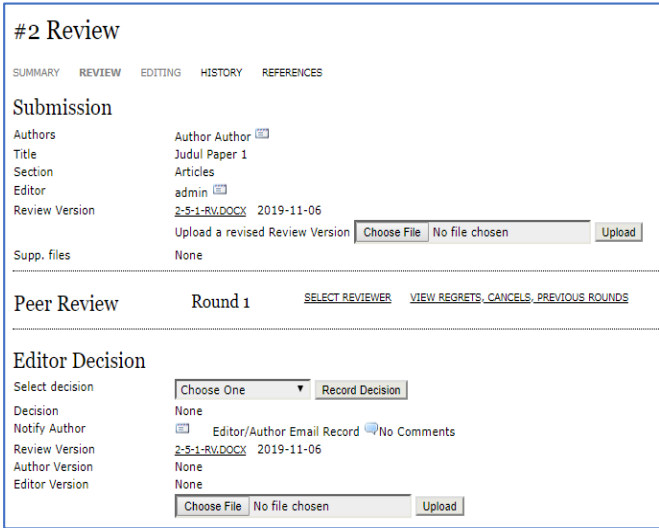 #2 Review
SUMMARY REVIEW EDITING HISTORY REFERENCES
Submission
Authors Author Author
Title Judul Paper 1
Section Articles
Editor admin
Review Version 2-5-1-RV.DOCX 2019-11-06
Upload a revised Review Version Choose File No file chosen Upload
Supp. files None
Peer Review Round 1 SELECT REVIEWER VIEW REGRETS, CANCELS, PREVIOUS ROUNDS
Editor Decision
Select decision Choose One Record Decision
Decision None
Notify Author Editor/Author Email Record No Comments
Review Version 2-5-1-RV.DOCX 2019-11-06
Author Version None
Editor Version None
Choose File No file chosen Upload